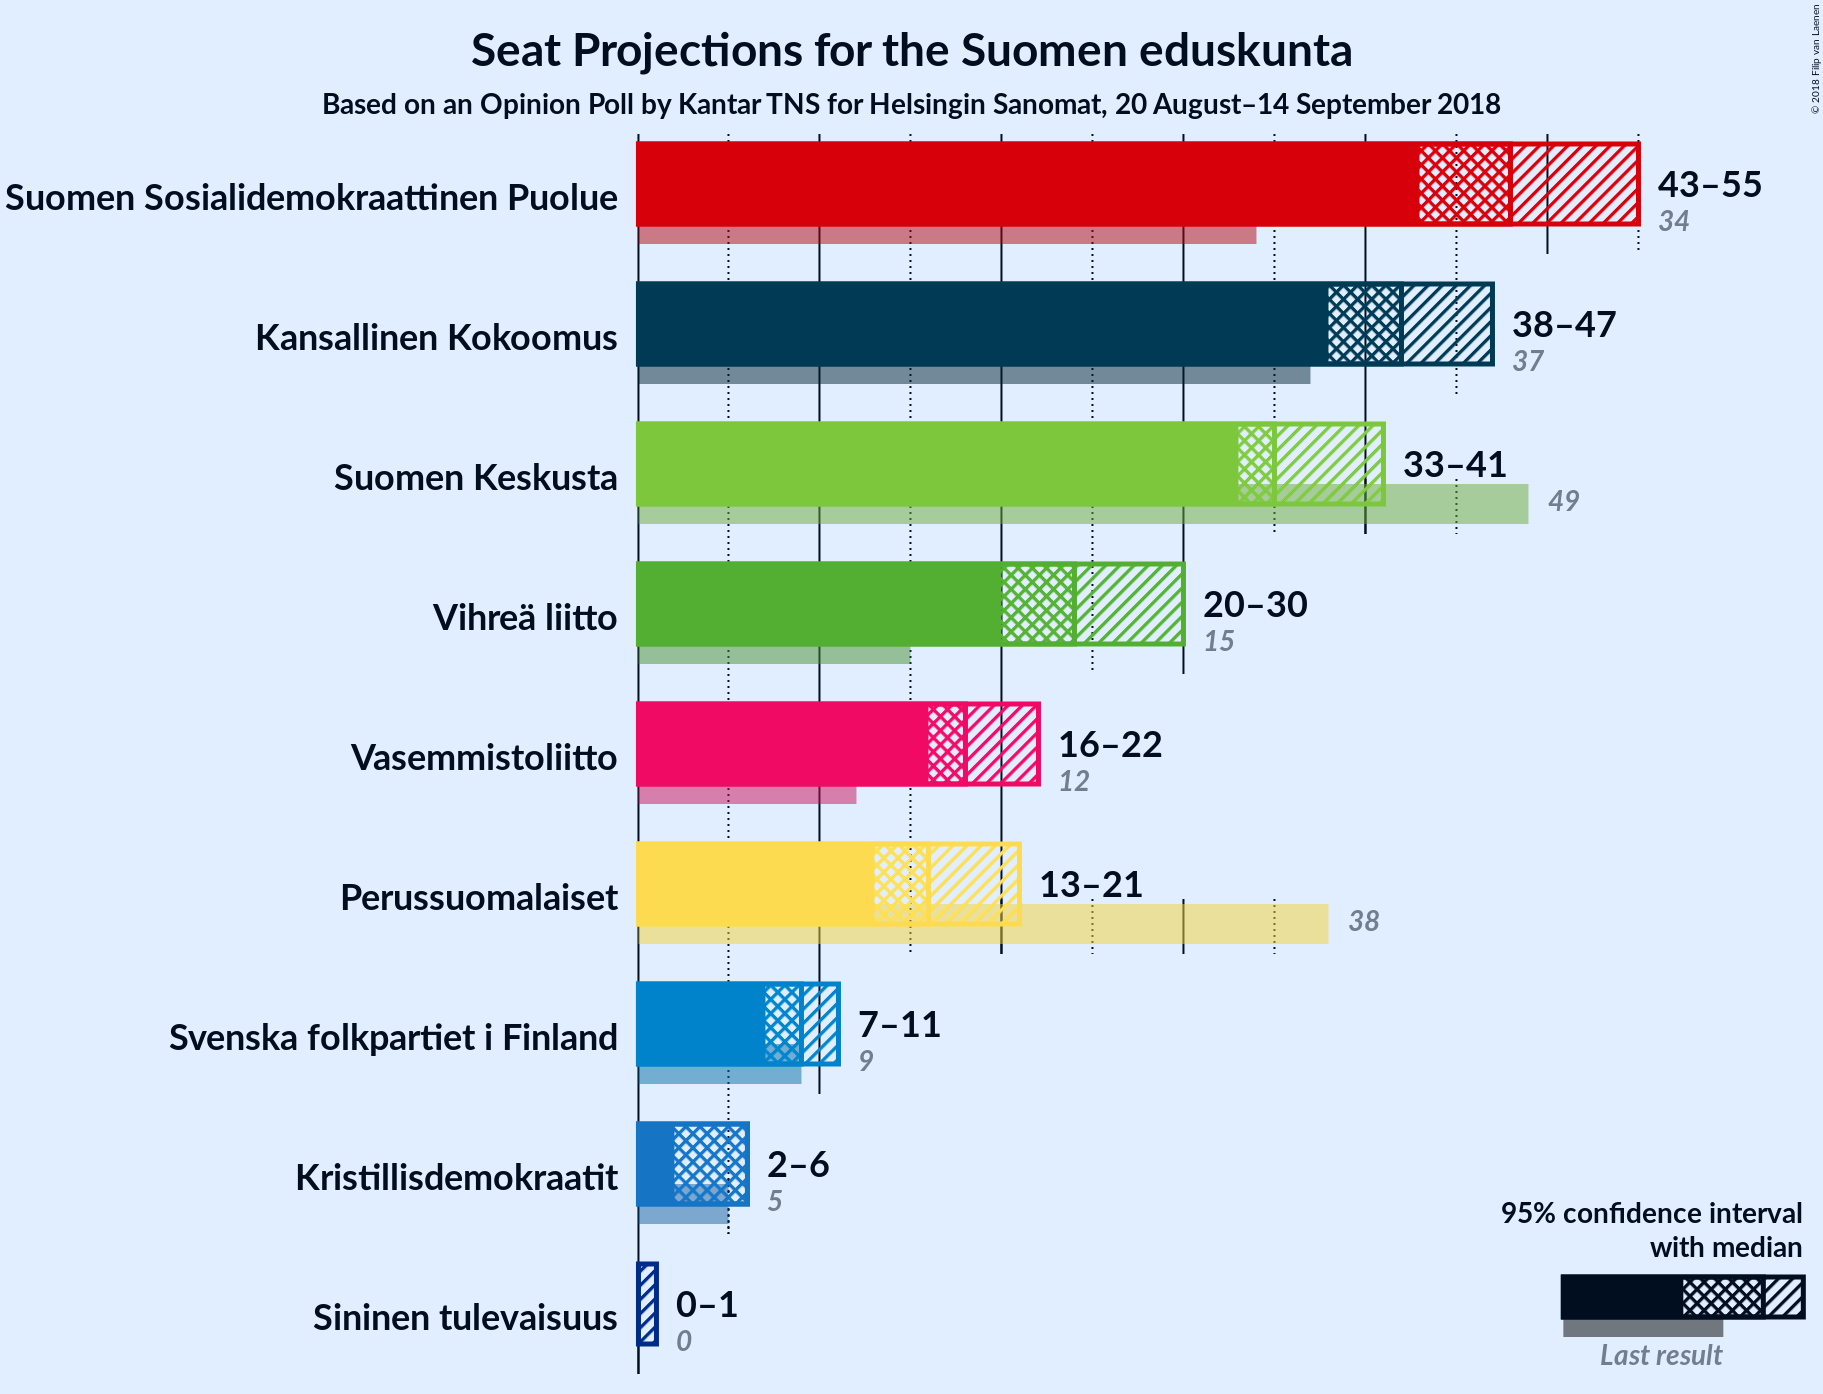 Seat Projections for the Suomen eduskunta
Based on an Opinion Poll by Kantar TNS for Helsingin Sanomat, 20 August–14 September 2018
© 2018 Filip van Laenen
Suomen Sosialidemokraattinen Puolue
43–55
34
Kansallinen Kokoomus
38–47
37
Suomen Keskusta
33–41
49
Vihreä liitto
20–30
15
Vasemmistoliitto
16–22
12
Perussuomalaiset
13–21
38
Svenska folkpartiet i Finland
7–11
9
Kristillisdemokraatit
2–6
5
Sininen tulevaisuus
0–1
0
95% confidence interval
with median
Last result